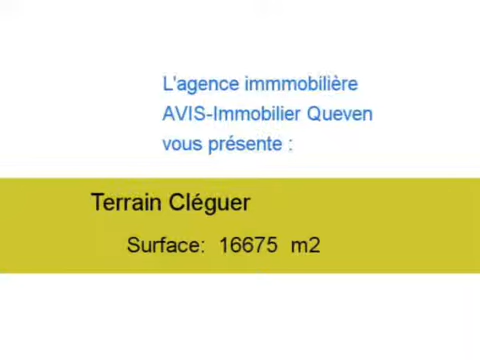 L'agence immmobilière
AVIS-Immobilier Queven
vous présente :
Terrain Cléguer
Surface: 16675 m2